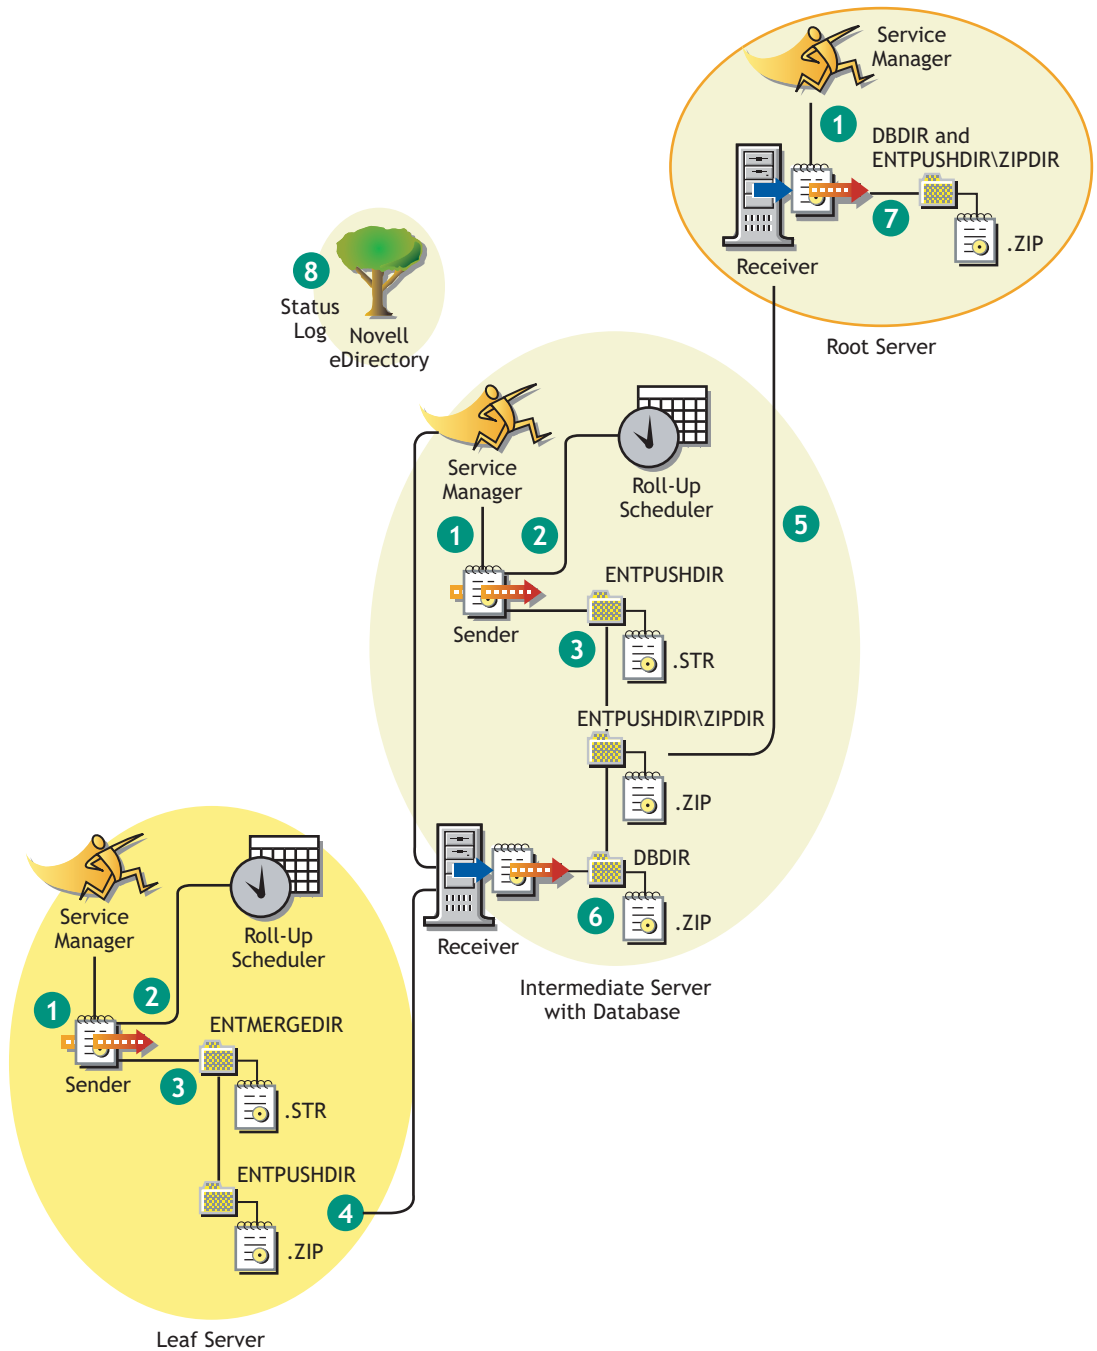 Service
Manager
1
DBDIR and
ENTPUSHDIR\ZIPDIR
7
.ZIP
Receiver
Root Server
8
Status
Log
Novell
eDirectory
Service
Manager
Roll-Up
Scheduler
1
2
5
ENTPUSHDIR
Sender
3
.STR
ENTPUSHDIR\ZIPDIR
.ZIP
DBDIR
6
.ZIP
Receiver
Intermediate Server
with Database
Service
Manager
Roll-Up
Scheduler
1
2
ENTMERGEDIR
Sender
3
.STR
ENTPUSHDIR
4
.ZIP
Leaf Server